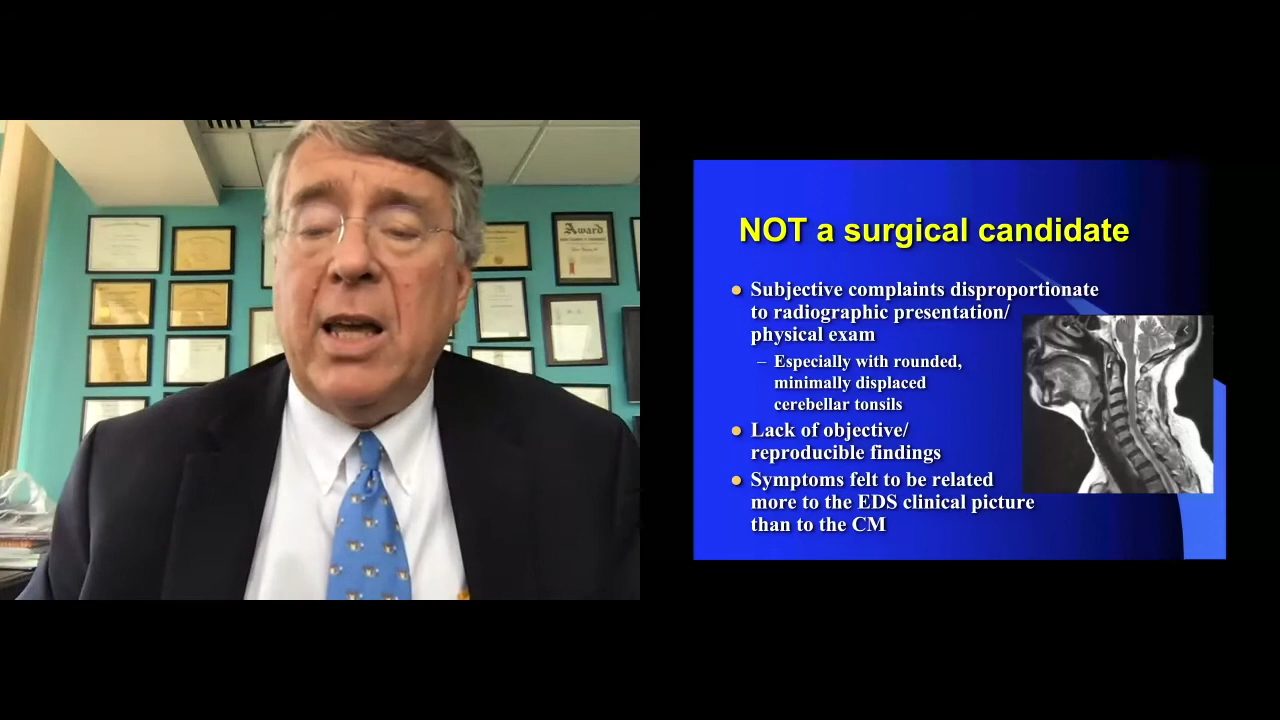 Award
NOT a surgical candidate
Subjective complaints disproportionate
to radiographic presentation/
physical exam
– Especially with rounded,
minimally displaced
cerebellar tonsils
Lack of objective/
reproducible findings
Symptoms felt to be related
more to the EDS clinical picture
than to the CM